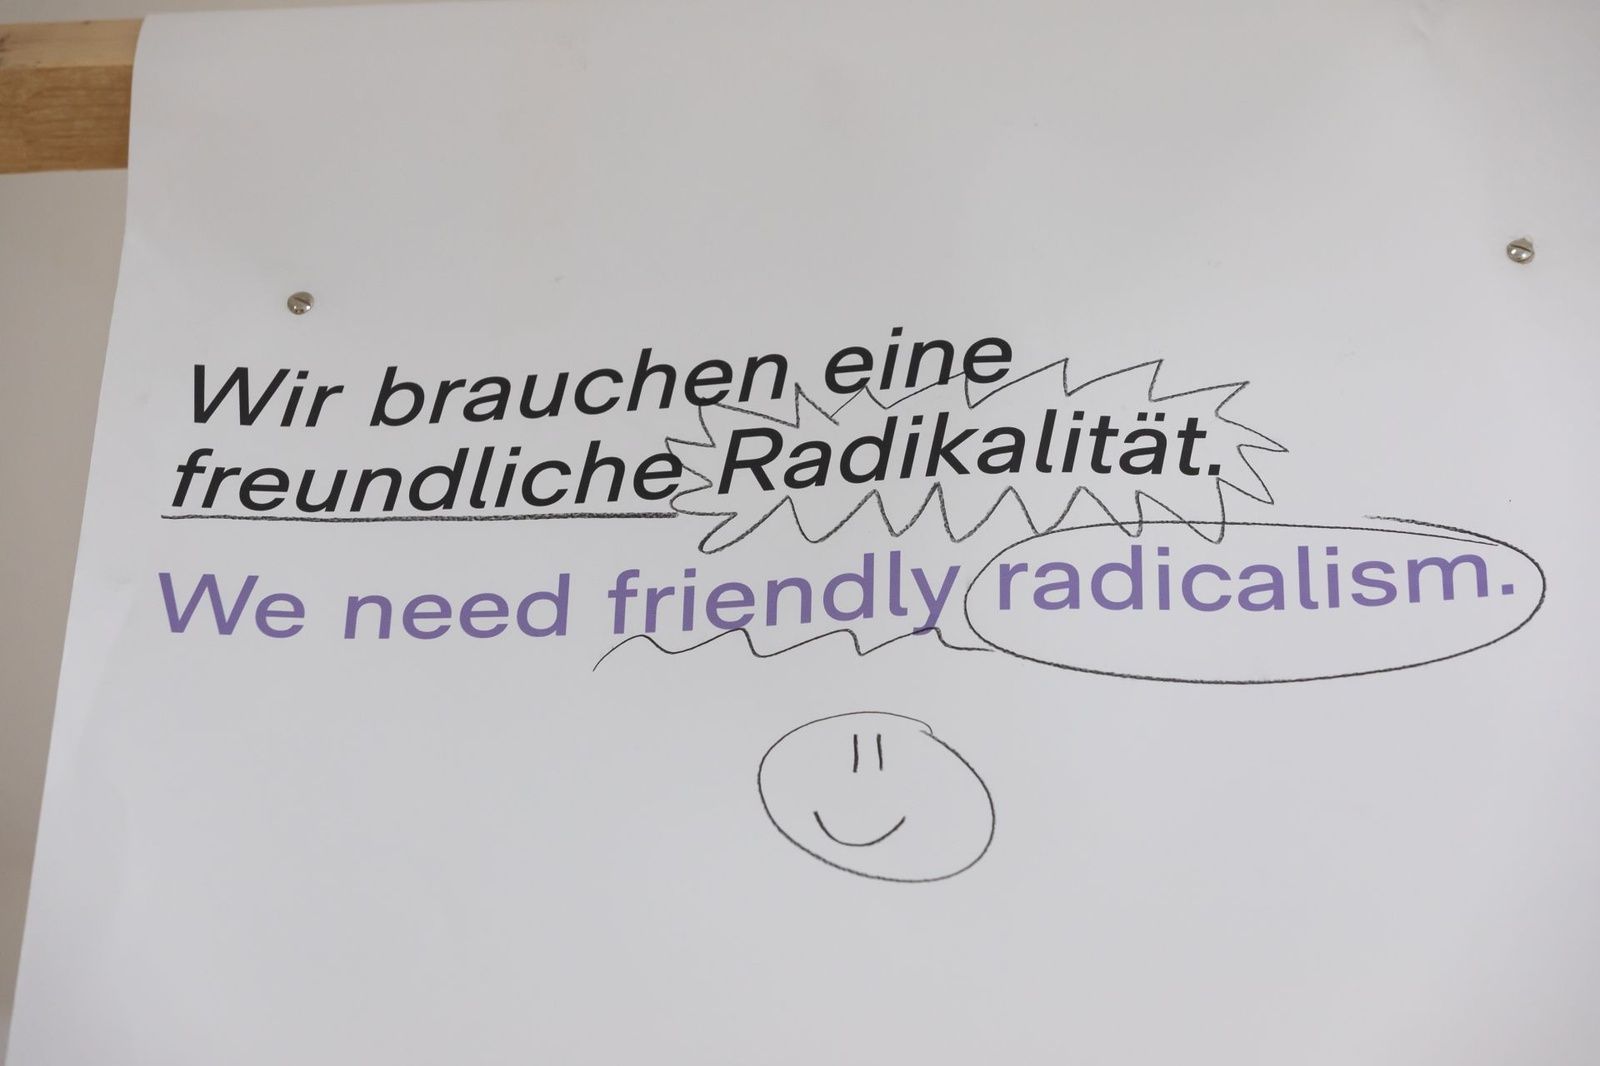 Wir brauchen eine
freundliche Radikalität.
We need friendly radicalism.